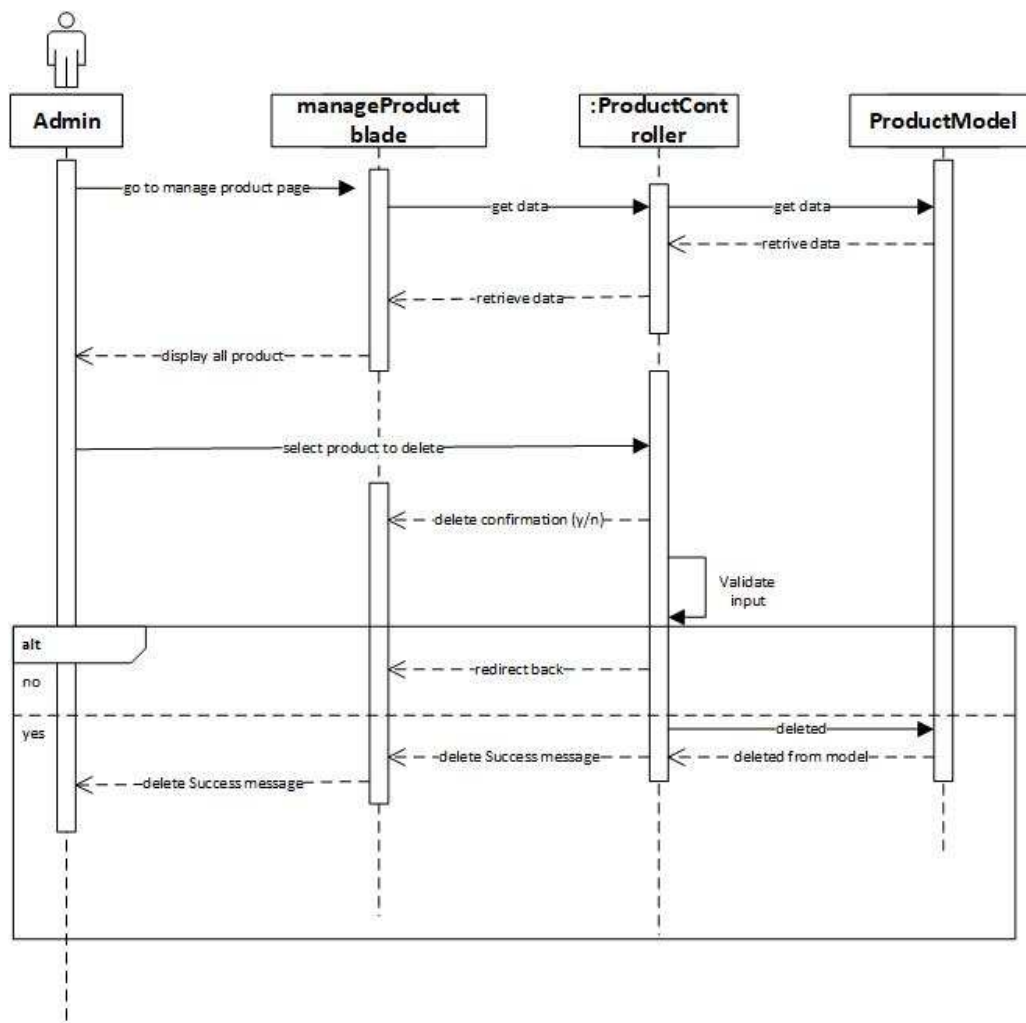 Admin
manageProduct
blade
:ProductCont
roller
ProductModel
go to manage product page
get data
get data
retrive data
retrieve data
display all product
select product to delete
delete confirmation (y/n)
Validate
input
alt
redirect back
no
yes
deleted
delete Success message
deleted from model
delete Success message